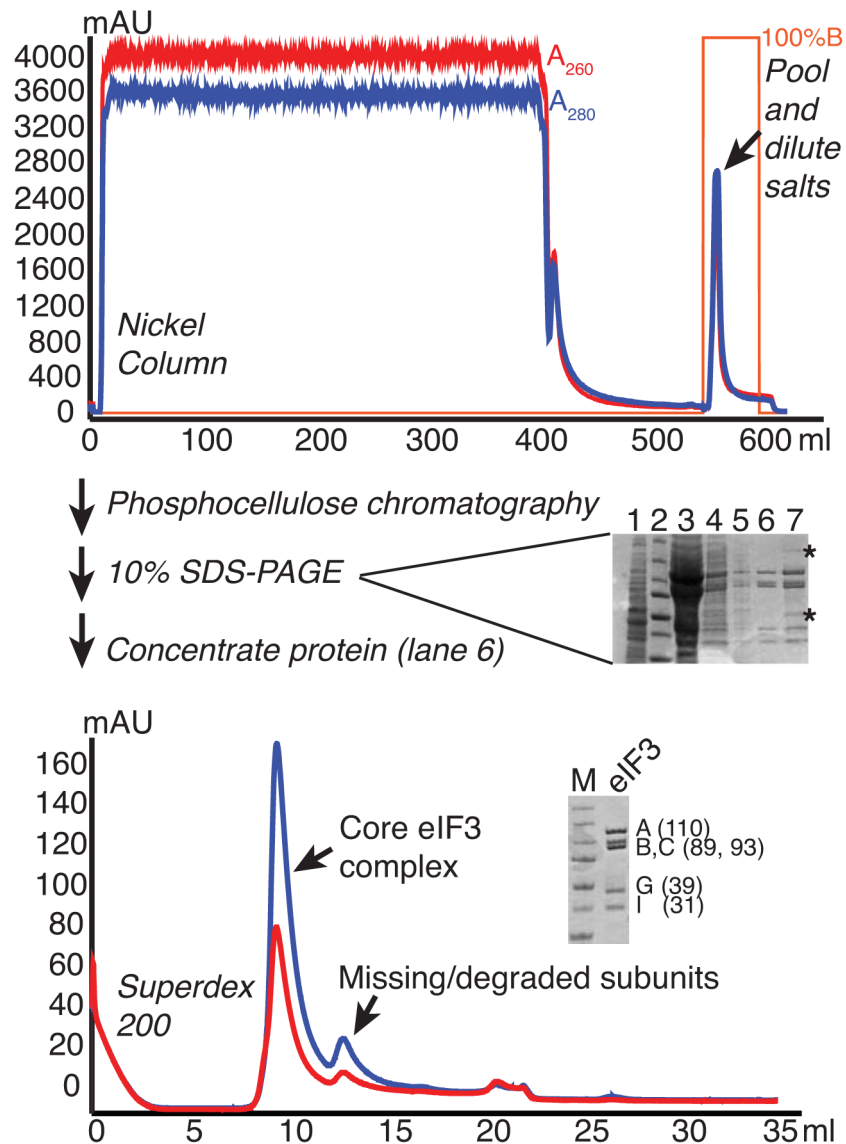 mAU
4000
3600
3200
2800
2400
2000
1600
1200
800
400
0
A260
A280
100%B
Pool
and
dilute
salts
Nickel
Column
0 100 200 300 400 500 600 ml
Phosphocellulose chromatography
10% SDS-PAGE
Concentrate protein (lane 6)
1 2 3 4 5 6 7
*
*
mAU
160
140
120
100
80
60
40
20
0
Core eIF3
complex
Missing/degraded subunits
Superdex
200
M eIF3
A (110)
B,C (89, 93)
G (39)
I (31)
0 5 10 15 20 25 30 35 ml